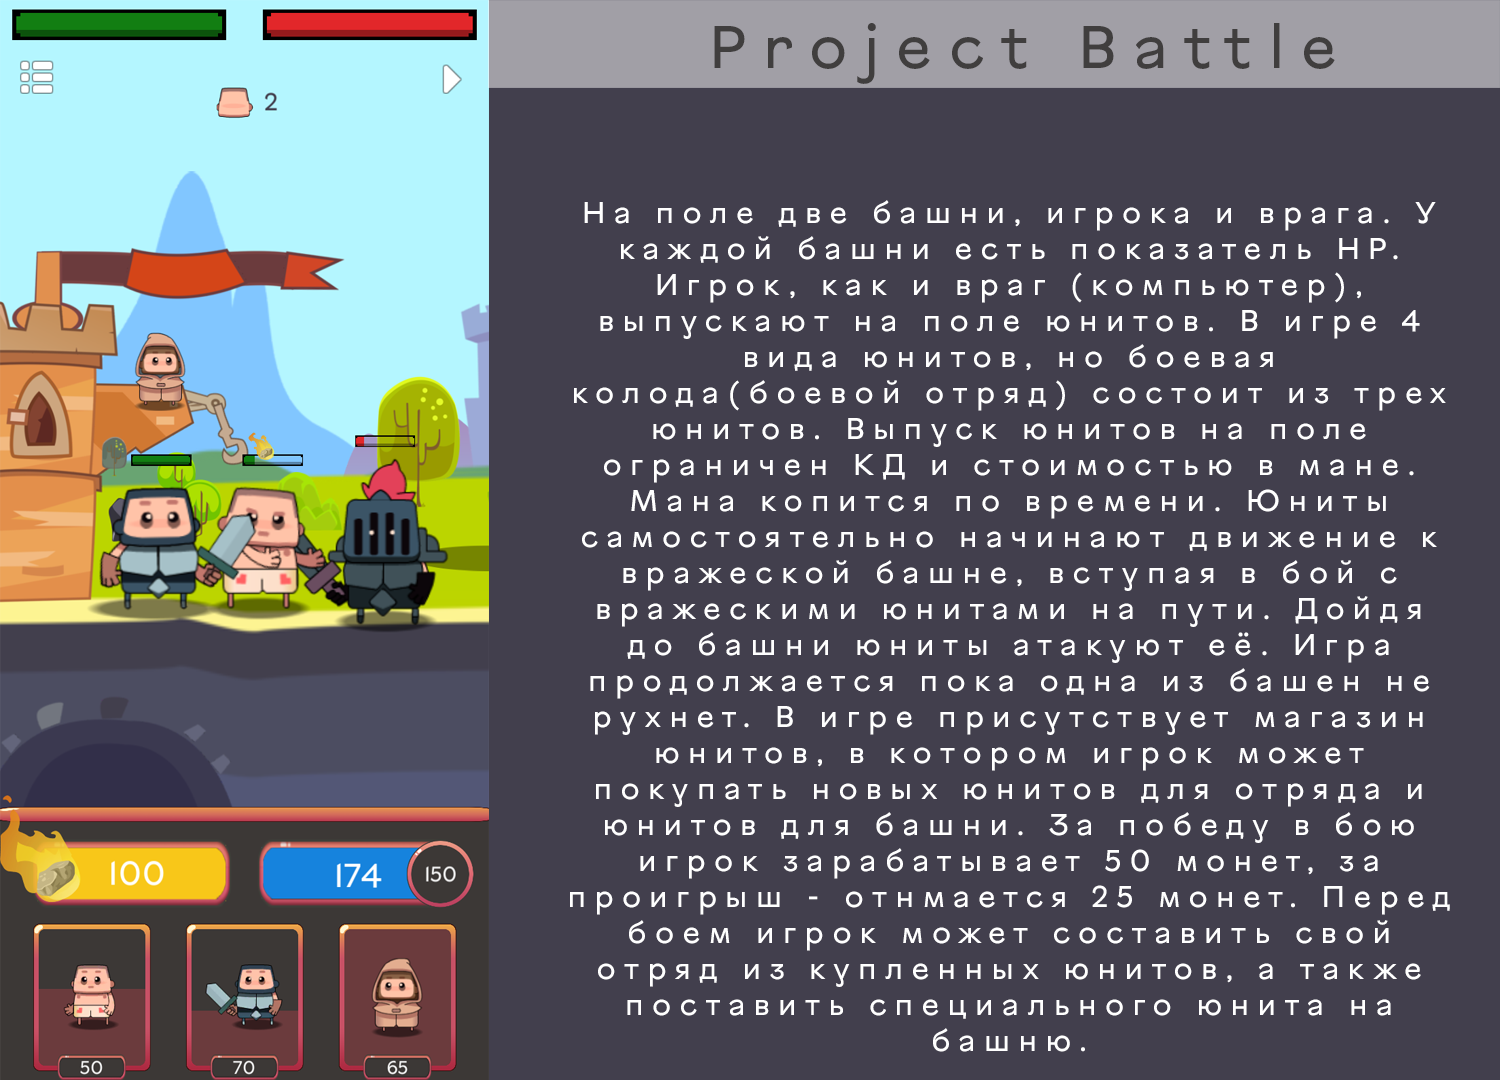 Project Battle
2
На поле две башни, игрока и врага. У
каждой башни есть показатель HP.
Игрок, как и враг (компьютер),
выпускают на поле юнитов. В игре 4
вида юнитов, но боевая
колода(боевой отряд) состоит из трех
юнитов. Выпуск юнитов на поле
ограничен КД и стоимостью в мане.
Мана копится по времени. Юниты
самостоятельно начинают движение к
вражеской башне, вступая в бой с
вражескими юнитами на пути. Дойдя
до башни юниты атакуют её. Игра
продолжается пока одна из башен не
рухнет. В игре присутствует магазин
юнитов, в котором игрок может
покупать новых юнитов для отряда и
юнитов для башни. За победу в бою
игрок зарабатывает 50 монет, за
проигрыш - отнмается 25 монет. Перед
боем игрок может составить свой
отряд из купленных юнитов, а также
поставить специального юнита на
башню.
100
174
150
50
70
65